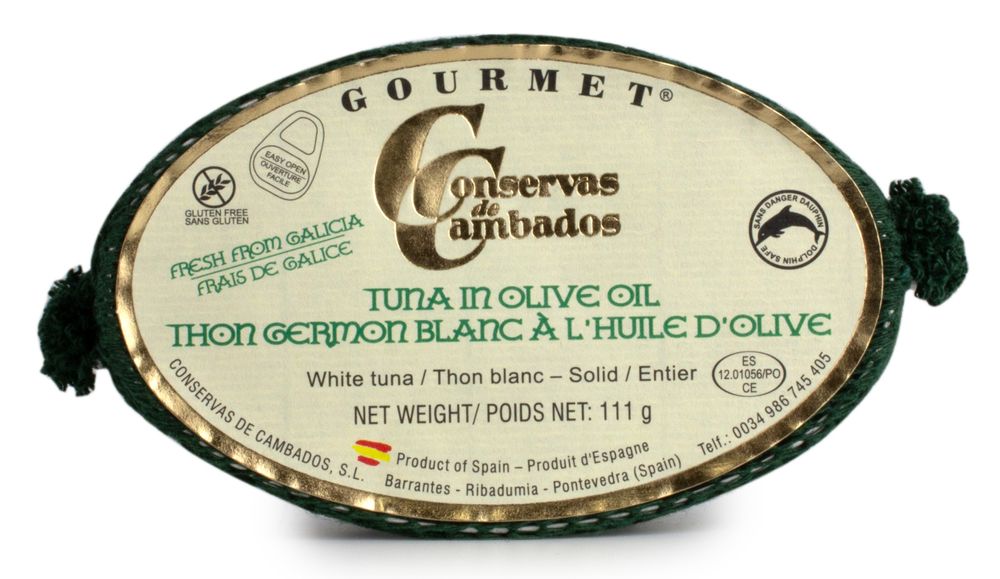 GOURMET®
Conservas
de
Cambados
EASY OPEN
OUVERTURE
FACILE
GLUTEN FREE
SANS GLUTEN
FRESH FROM GALICIA
FRAIS DE GALICE
SANS DANGER DAUPHIN
DOLPHIN SAFE
TUNA IN OLIVE OIL
THON GERMON BLANC À L'HUILE D'OLIVE
White tuna / Thon blanc – Solid / Entier
ES
12.01056/PO
CE
NET WEIGHT/ POIDS NET: 111 g
CONSERVAS DE CAMBADOS, S.L.
Product of Spain – Produit d'Espagne
Barrantes - Ribadumia - Pontevedra (Spain)
Telf.: 0034 986 745 405